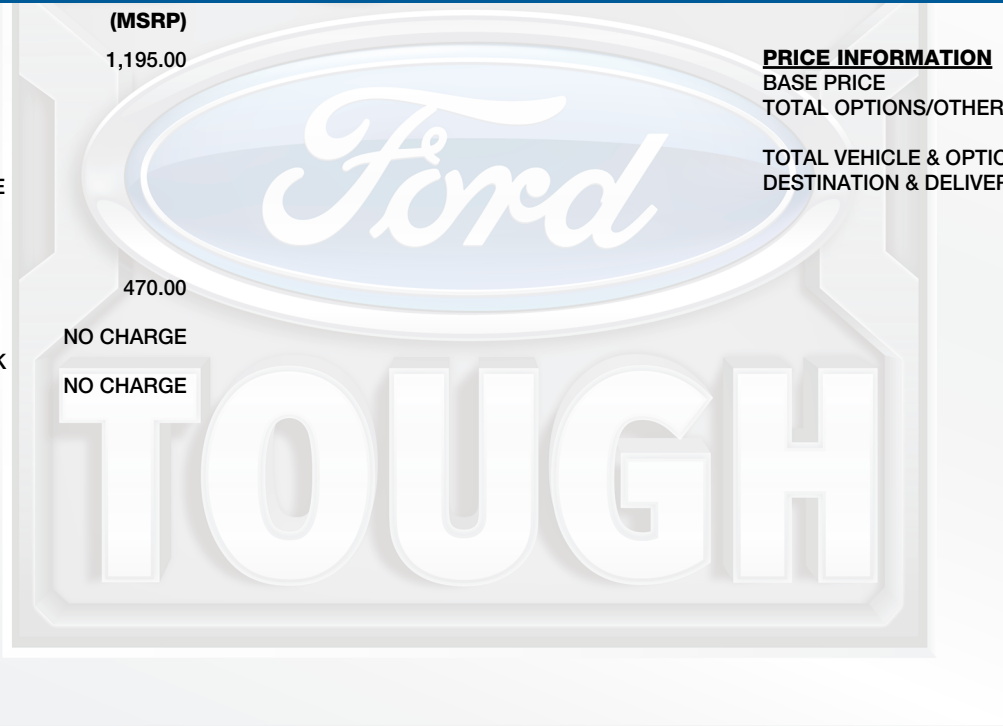 (MSRP)
1,195.00
E
470.00
NO CHARGE
K
NO CHARGE
PRICE INFORMATION
BASE PRICE
TOTAL OPTIONS/OTHER
TOTAL VEHICLE & OPTIO
DESTINATION & DELIVER
Ford
TOUGH